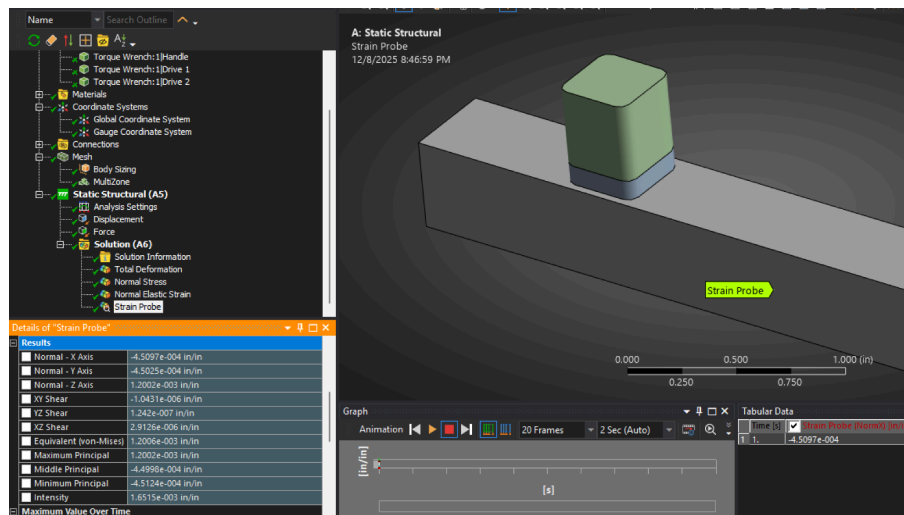 Name
Search Outline
Torque Wrench:1|Handle
Torque Wrench:1|Drive 1
Torque Wrench:1|Drive 2
Materials
Coordinate Systems
Global Coordinate System
Gauge Coordinate System
Connections
Mesh
Body Sizing
MultiZone
Static Structural (A5)
Analysis Settings
Displacement
Force
Solution (A6)
Solution Information
Total Deformation
Normal Stress
Normal Elastic Strain
Strain Probe
Details of "Strain Probe"
Results
Normal - X Axis -4.5097e-004 in/in
Normal - Y Axis -4.5025e-004 in/in
Normal - Z Axis 1.2002e-003 in/in
XY Shear -1.0431e-006 in/in
YZ Shear 1.242e-007 in/in
XZ Shear 2.9126e-006 in/in
Equivalent (von-Mises) 1.2006e-003 in/in
Maximum Principal 1.2002e-003 in/in
Middle Principal -4.4998e-004 in/in
Minimum Principal -4.5124e-004 in/in
Intensity 1.6515e-003 in/in
Maximum Value Over Time
A: Static Structural
Strain Probe
12/8/2025 8:46:59 PM
Strain Probe
0.000 0.500 1.000 (in)
0.250 0.750
Graph
Animation 20 Frames 2 Sec (Auto)
[in/in]
[s]
Tabular Data
Time [s] Strain Probe (NormX) [in/i
1 1. -4.5097e-004